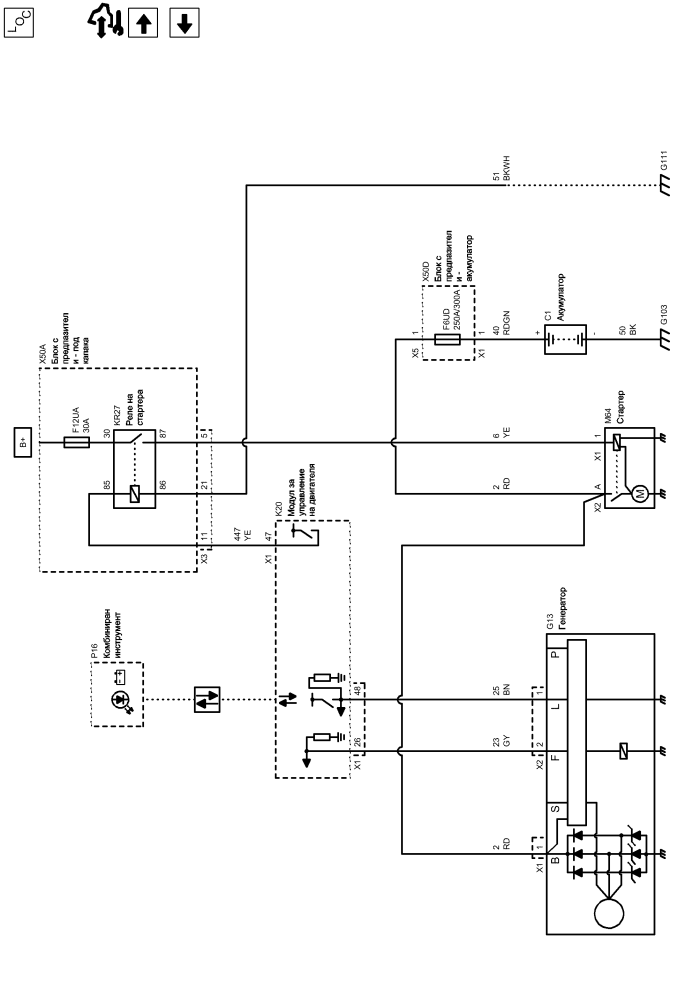 LOC
B+
X50A
Блок с
предпазител
и - под
капака
F12UA
30A
KR27
Реле на
стартера
30
87
85
86
5
21
11
X3
447
YE
47
X1
K20
Модул за
управление
на двигателя
P16
Комбиниран
инструмент
- +
48
26
X1
X50D
Блок с
предпазител
и -
акумулатор
F6UD
250A/300A
1
X5
1
X1
40
RDGN
C1
Акумулатор
+
-
50
BK
G103
51
BKWH
G111
6
YE
2
RD
M64
Стартер
1
X1
A
X2
M
G13
Генератор
P
L
F
S
B
25
BN
23
GY
1
2
X2
2
RD
1
X1